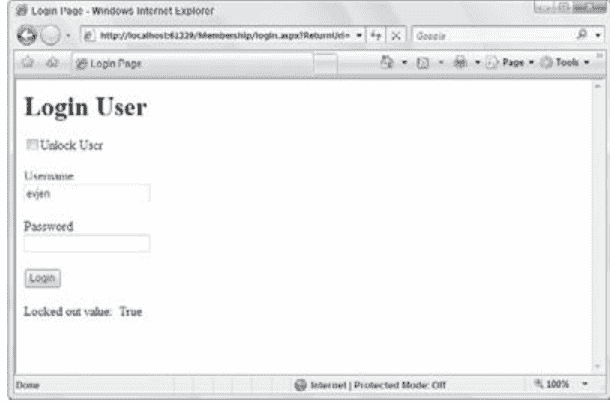 Login Page - Windows Internet Explorer
http://localhost:61229/Membership/login.aspx?ReturnUrl= Google
Login Page Page Tools
Login User
Unlock User
Username
evjen
Password
Login
Locked out value: True
Done Internet | Protected Mode: Off 100%